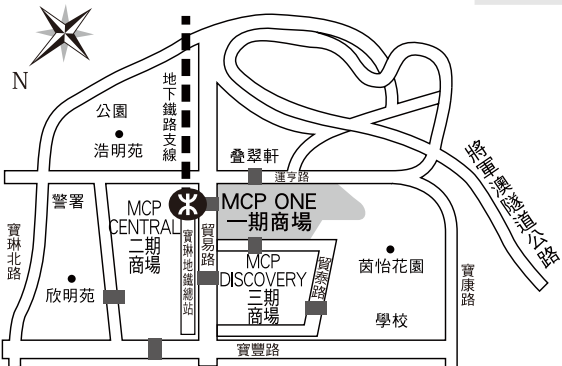 N
公園
浩明苑
地下鐵路支線
叠翠軒
運亨路
將軍澳隧道公路
警署
MCP
CENTRAL
二期
商場
MCP ONE
一期商場
寶琳北路
欣明苑
寶琳地鐵總站
貿易路
MCP
DISCOVERY
三期
商場
貿泰路
茵怡花園
寶康路
學校
寶豐路